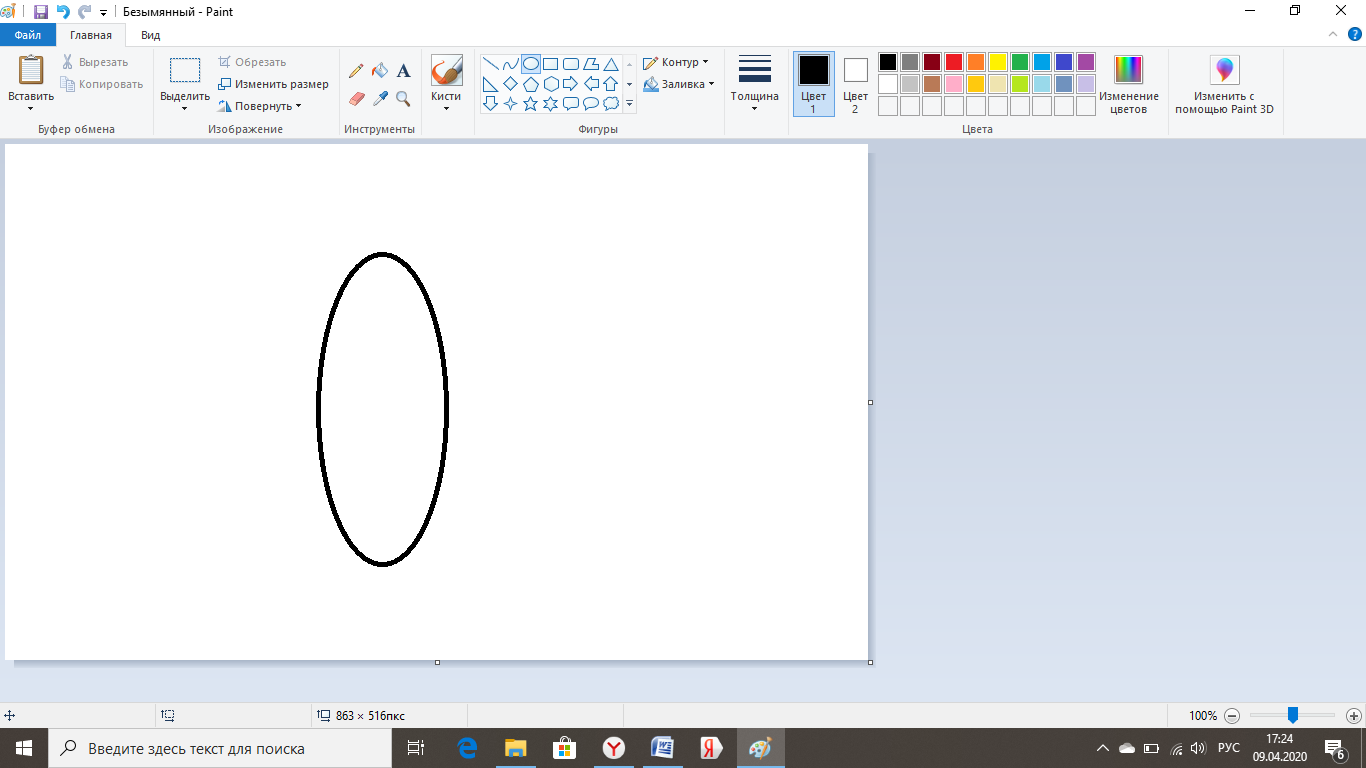 Безымянный - Paint
Файл
Главная
Вид
Вставить
Вырезать
Копировать
Буфер обмена
Выделить
Обрезать
Изменить размер
Повернуть
Изображение
A
Инструменты
Кисти
Фигуры
Контур
Заливка
Толщина
Цвет
1
Цвет
2
Изменение
цветов
Цвета
Изменить с
помощью Paint 3D
863 × 516пкс
100%
Введите здесь текст для поиска
РУС
17:24
09.04.2020
6